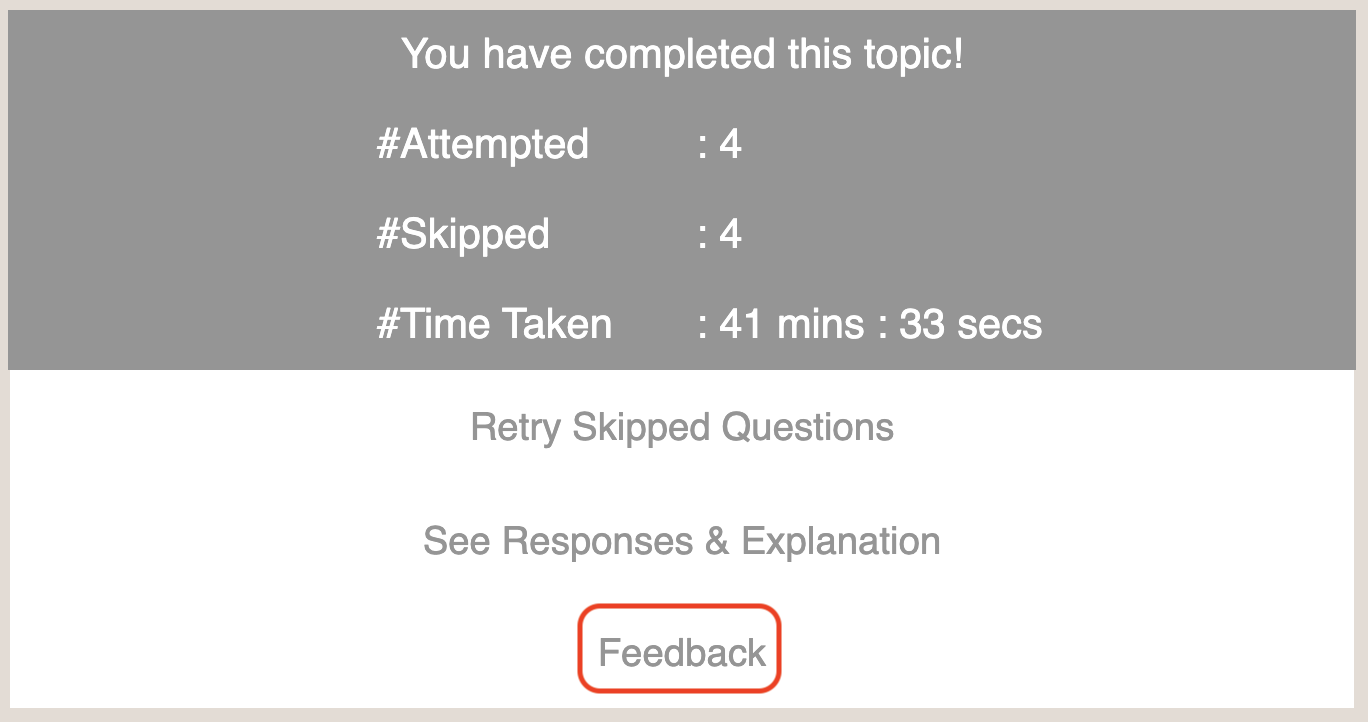 You have completed this topic!
#Attempted : 4
#Skipped : 4
#Time Taken : 41 mins : 33 secs
Retry Skipped Questions
See Responses & Explanation
Feedback